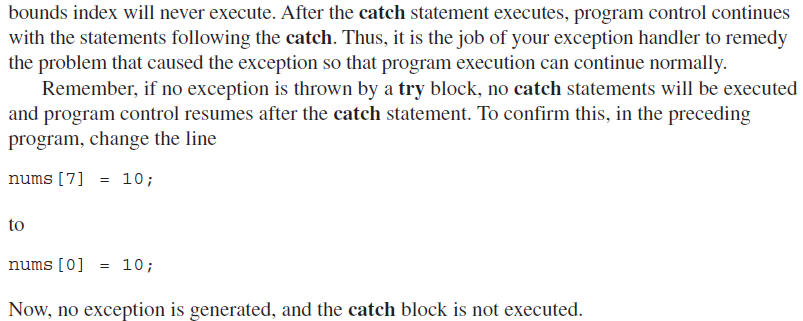 bounds index will never execute. After the catch statement executes, program control continues
with the statements following the catch. Thus, it is the job of your exception handler to remedy
the problem that caused the exception so that program execution can continue normally.
Remember, if no exception is thrown by a try block, no catch statements will be executed
and program control resumes after the catch statement. To confirm this, in the preceding
program, change the line
nums[7] = 10;
to
nums[0] = 10;
Now, no exception is generated, and the catch block is not executed.